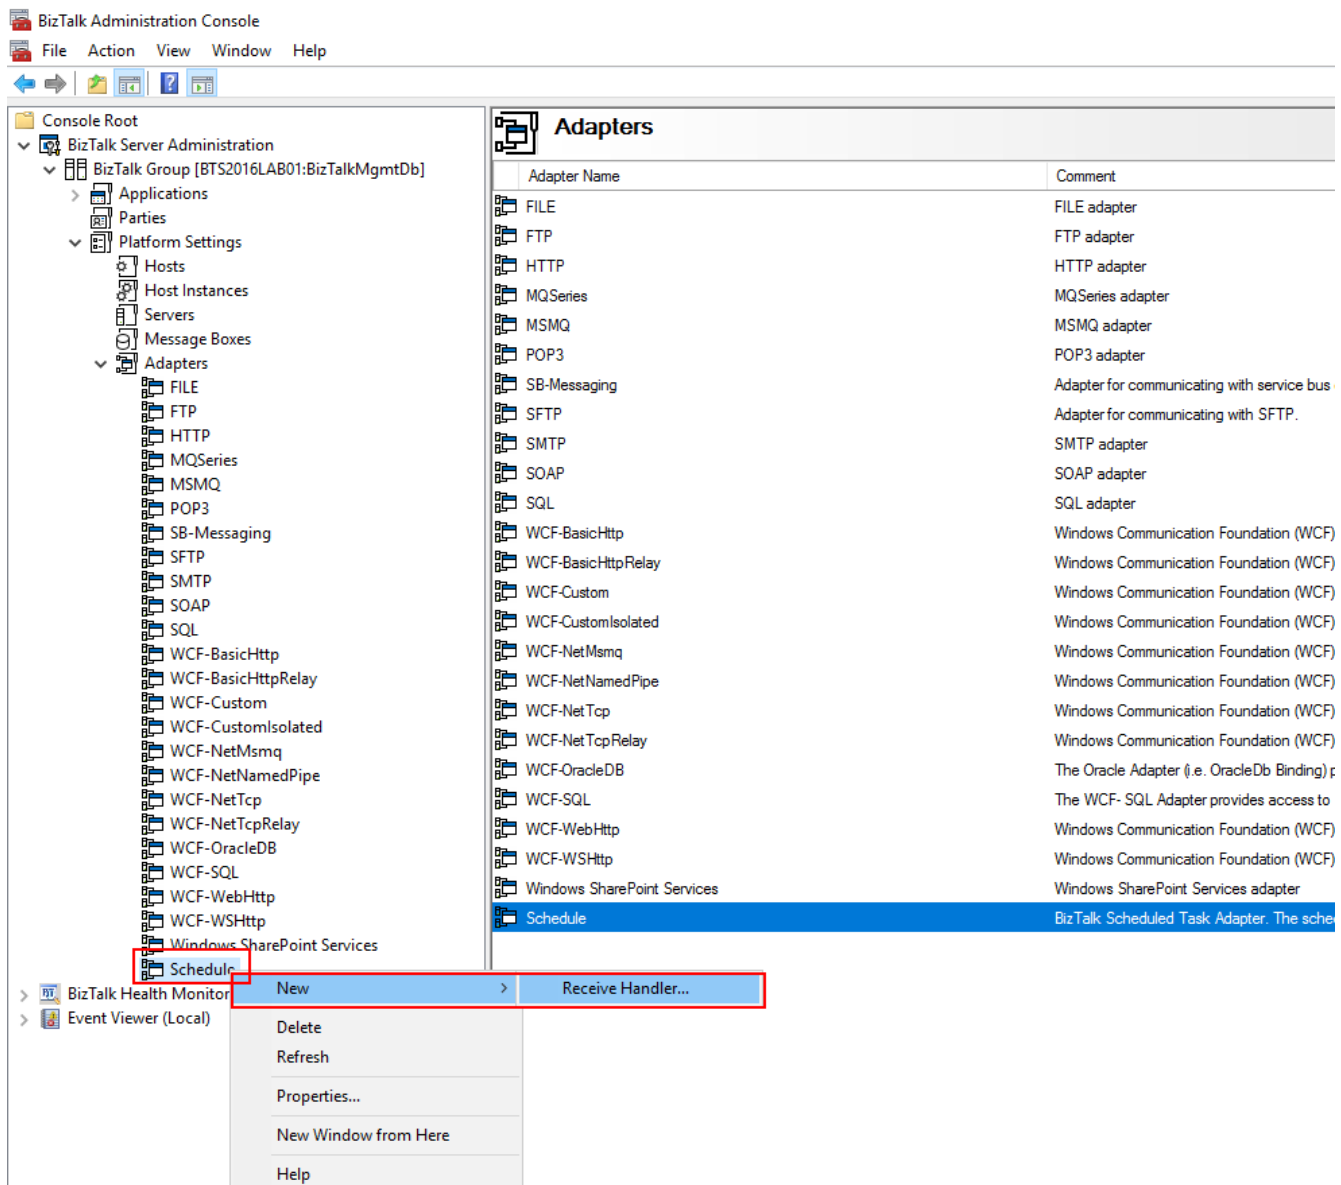 BizTalk Administration Console
File Action View Window Help
Console Root
BizTalk Server Administration
BizTalk Group [BTS2016LAB01:BizTalkMgmtDb]
Applications
Parties
Platform Settings
Hosts
Host Instances
Servers
Message Boxes
Adapters
FILE
FTP
HTTP
MQSeries
MSMQ
POP3
SB-Messaging
SFTP
SMTP
SOAP
SQL
WCF-BasicHttp
WCF-BasicHttpRelay
WCF-Custom
WCF-CustomIsolated
WCF-NetMsmq
WCF-NetNamedPipe
WCF-NetTcp
WCF-NetTcpRelay
WCF-OracleDB
WCF-SQL
WCF-WebHttp
WCF-WSHttp
Windows SharePoint Services
Schedule
BizTalk Health Monitor
Event Viewer (Local)
New
Receive Handler...
Delete
Refresh
Properties...
New Window from Here
Help
Adapters
Adapter Name Comment
FILE FILE adapter
FTP FTP adapter
HTTP HTTP adapter
MQSeries MQSeries adapter
MSMQ MSMQ adapter
POP3 POP3 adapter
SB-Messaging Adapter for communicating with service bus
SFTP Adapter for communicating with SFTP.
SMTP SMTP adapter
SOAP SOAP adapter
SQL SQL adapter
WCF-BasicHttp Windows Communication Foundation (WCF)
WCF-BasicHttpRelay Windows Communication Foundation (WCF)
WCF-Custom Windows Communication Foundation (WCF)
WCF-CustomIsolated Windows Communication Foundation (WCF)
WCF-NetMsmq Windows Communication Foundation (WCF)
WCF-NetNamedPipe Windows Communication Foundation (WCF)
WCF-NetTcp Windows Communication Foundation (WCF)
WCF-NetTcpRelay Windows Communication Foundation (WCF)
WCF-OracleDB The Oracle Adapter (i.e. OracleDb Binding) p
WCF-SQL The WCF- SQL Adapter provides access to
WCF-WebHttp Windows Communication Foundation (WCF)
WCF-WSHttp Windows Communication Foundation (WCF)
Windows SharePoint Services Windows SharePoint Services adapter
Schedule BizTalk Scheduled Task Adapter. The sche